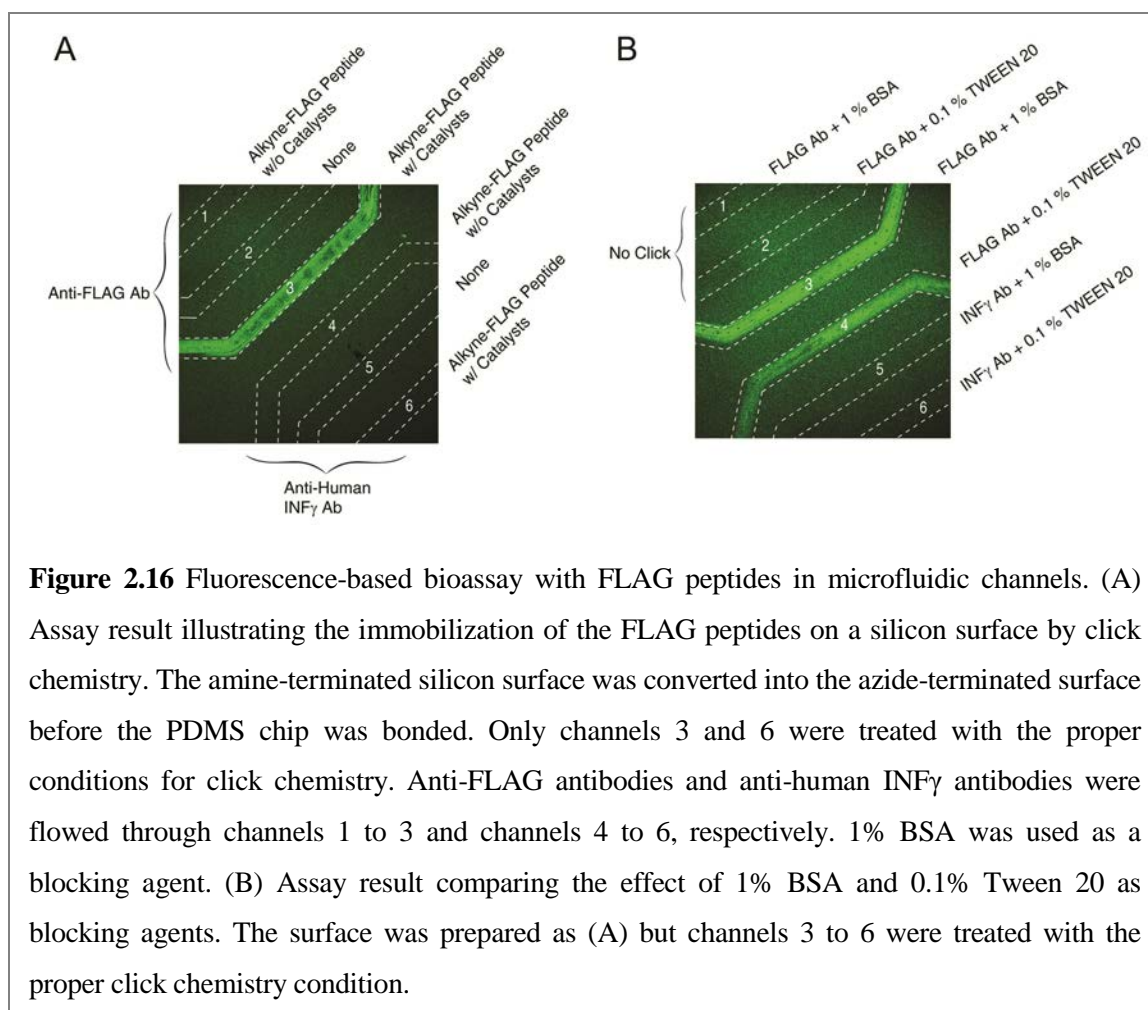 A
Alkyne-FLAG Peptide
w/o Catalysts
None
Alkyne-FLAG Peptide
w/ Catalysts
Alkyne-FLAG Peptide
w/o Catalysts
None
Alkyne-FLAG Peptide
w/ Catalysts
1
2
3
4
5
6
Anti-FLAG Ab
Anti-Human
INFγ Ab
B
FLAG Ab + 1 % BSA
FLAG Ab + 0.1 % TWEEN 20
FLAG Ab + 1 % BSA
FLAG Ab + 0.1 % TWEEN 20
INFγ Ab + 1 % BSA
INFγ Ab + 0.1 % TWEEN 20
1
2
3
4
5
6
No Click
Figure 2.16 Fluorescence-based bioassay with FLAG peptides in microfluidic channels. (A)
Assay result illustrating the immobilization of the FLAG peptides on a silicon surface by click
chemistry. The amine-terminated silicon surface was converted into the azide-terminated surface
before the PDMS chip was bonded. Only channels 3 and 6 were treated with the proper
conditions for click chemistry. Anti-FLAG antibodies and anti-human INFγ antibodies were
flowed through channels 1 to 3 and channels 4 to 6, respectively. 1% BSA was used as a
blocking agent. (B) Assay result comparing the effect of 1% BSA and 0.1% Tween 20 as
blocking agents. The surface was prepared as (A) but channels 3 to 6 were treated with the
proper click chemistry condition.